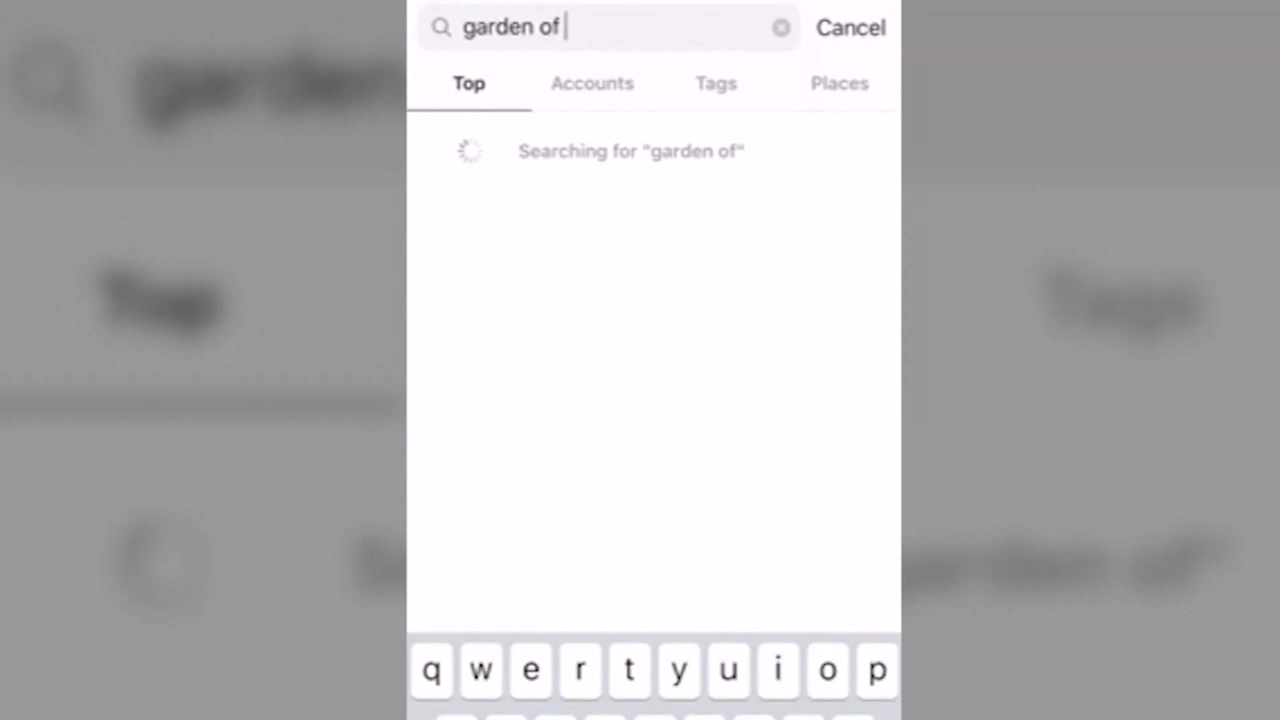 garden of
Cancel
Top
Accounts
Tags
Places
Searching for "garden of"
q w e r t y u i o p